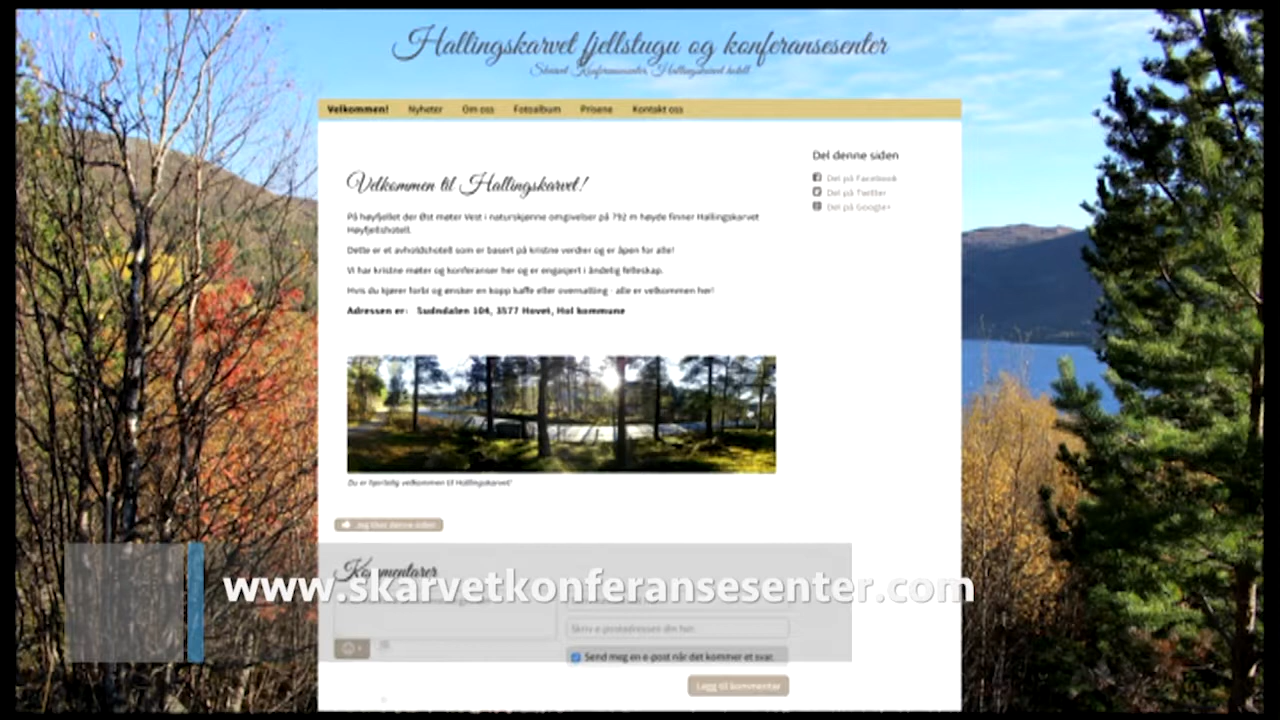 Hallingskarvet fjellstugu og konferansesenter
Skarvet Konferansesenter, Hallingskarvet hotell
Velkommen! Nyheter Om oss Fotoalbum Prisene Kontakt oss
Del denne siden
Del på Facebook
Del på Twitter
Del på Google+
Velkommen til Hallingskarvet!
På høyfjellet der Øst møter Vest i naturskjønne omgivelser på 792 m høyde finner Hallingskarvet
Høyfjellshotell.
Dette er et avholdshotell som er basert på kristne verdier og er åpen for alle!
Vi har kristne møter og konferanser her og er engasjert i åndelig felleskap.
Hvis du kjører forbi og ønsker en kopp kaffe eller overnatting - alle er velkommen her!
Adressen er: Sudndalen 104, 3577 Hovet, Hol kommune
Du er hjertelig velkommen til Hallingskarvet!
Jeg liker denne siden
Kommentarer
www.skarvetkonferansesenter.com
Skriv e-postadressen din her.
Send meg en e-post når det kommer et svar.
Legg til kommentar